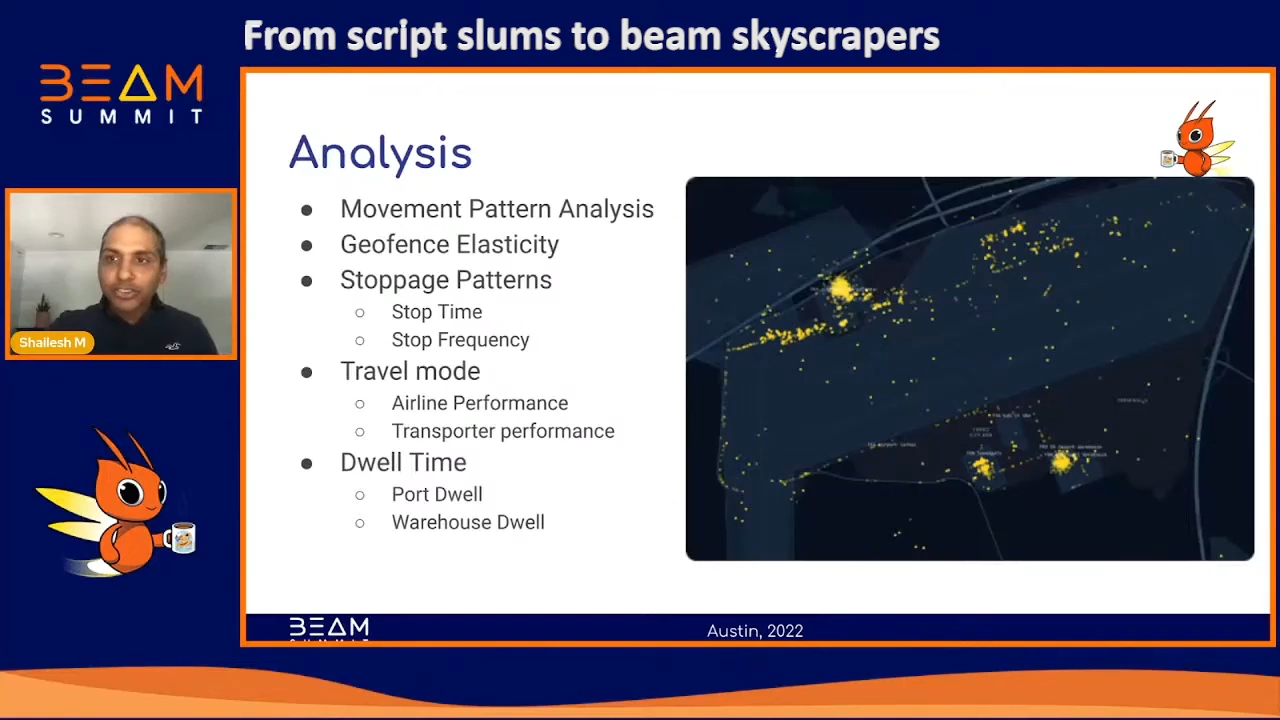 From script slums to beam skyscrapers
BEAM
SUMMIT
Analysis
● Movement Pattern Analysis
● Geofence Elasticity
● Stoppage Patterns
○ Stop Time
○ Stop Frequency
● Travel mode
○ Airline Performance
○ Transporter performance
● Dwell Time
○ Port Dwell
○ Warehouse Dwell
Shailesh M
BEAM
Austin, 2022